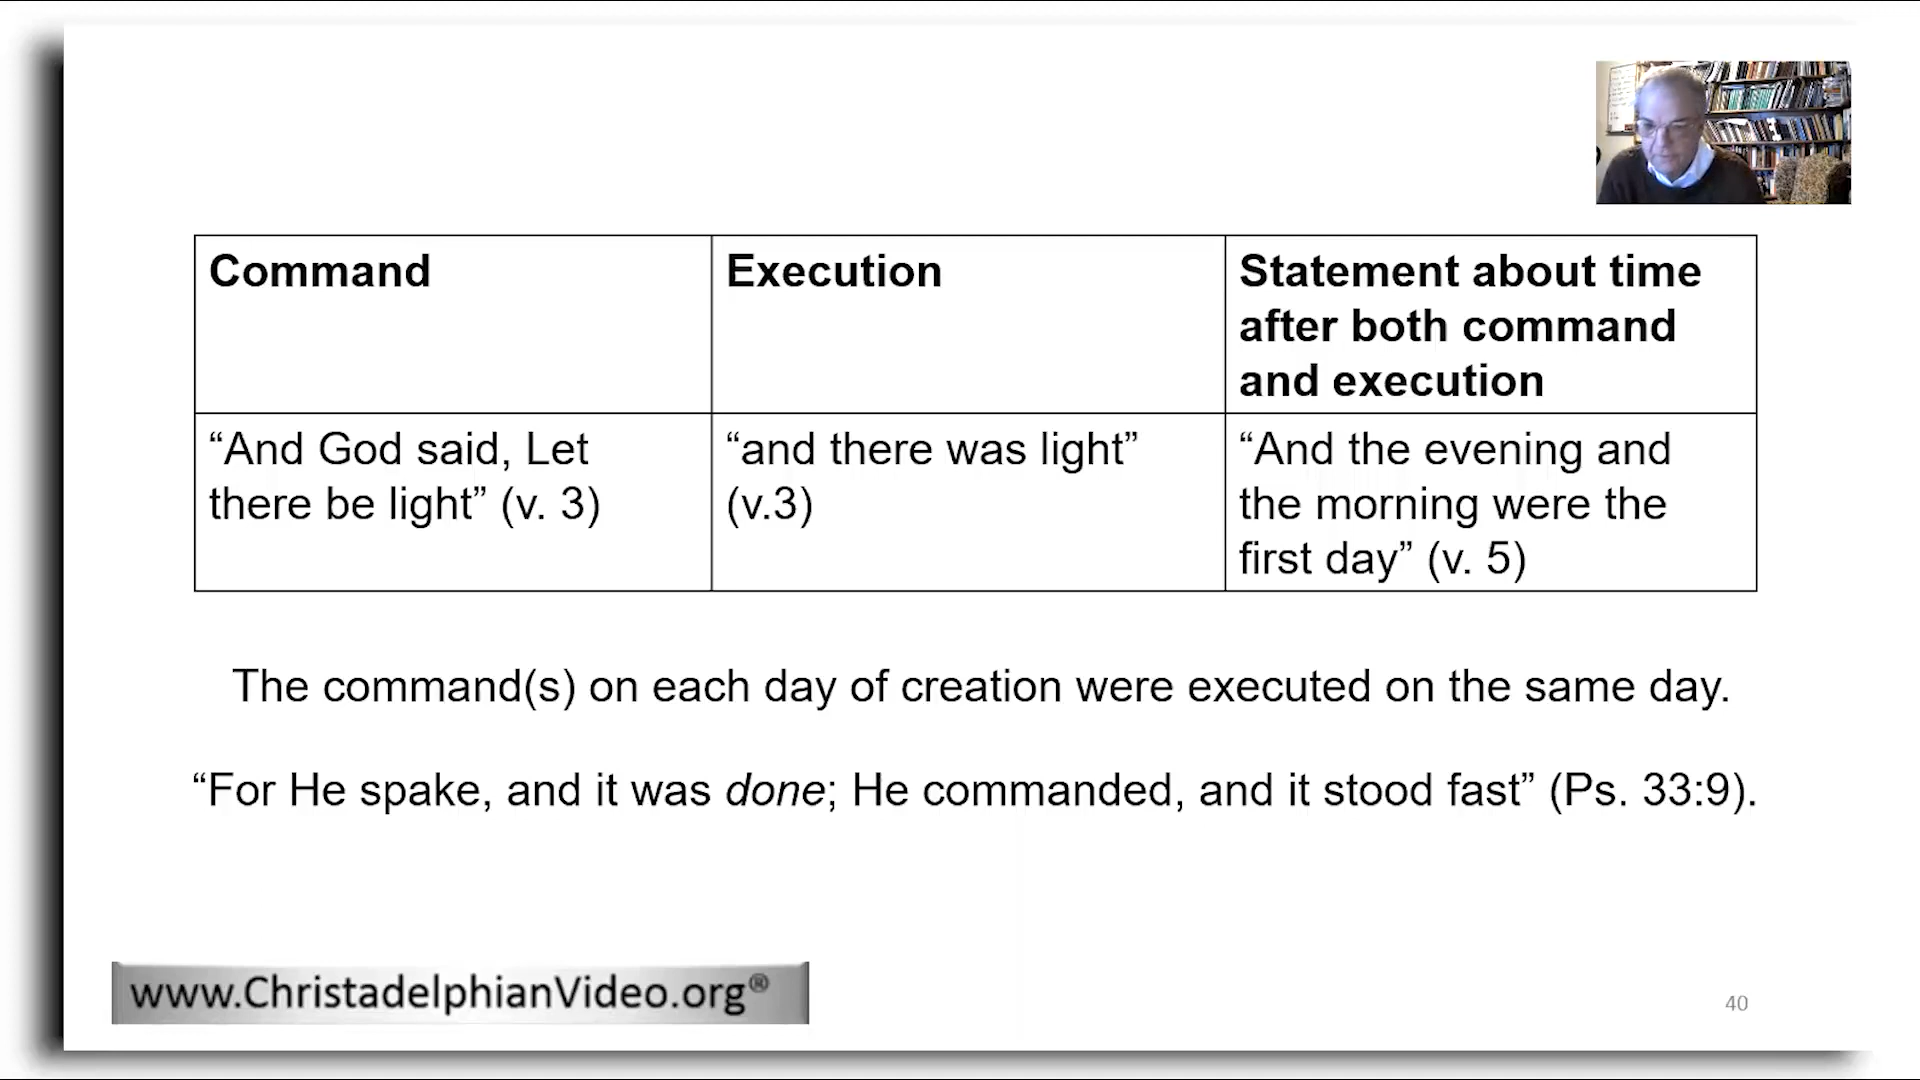 Command
Execution
Statement about time
after both command
and execution
“And God said, Let
there be light” (v. 3)
“and there was light”
(v.3)
“And the evening and
the morning were the
first day” (v. 5)
The command(s) on each day of creation were executed on the same day.
“For He spake, and it was done; He commanded, and it stood fast” (Ps. 33:9).
www.ChristadelphianVideo.org®
40